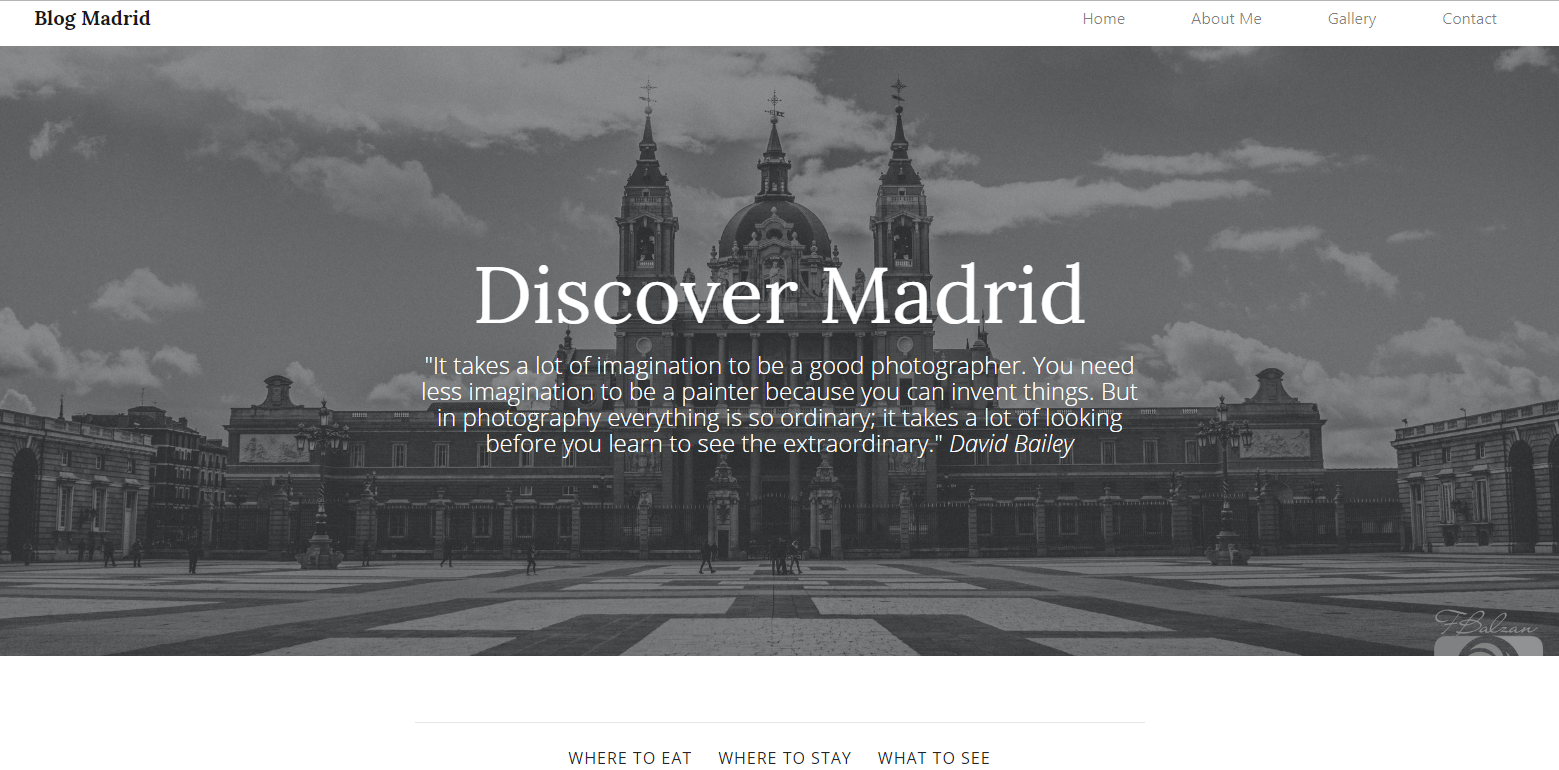 Blog Madrid
Home About Me Gallery Contact
Discover Madrid
"It takes a lot of imagination to be a good photographer. You need
less imagination to be a painter because you can invent things. But
in photography everything is so ordinary; it takes a lot of looking
before you learn to see the extraordinary." David Bailey
FBalzan
WHERE TO EAT WHERE TO STAY WHAT TO SEE